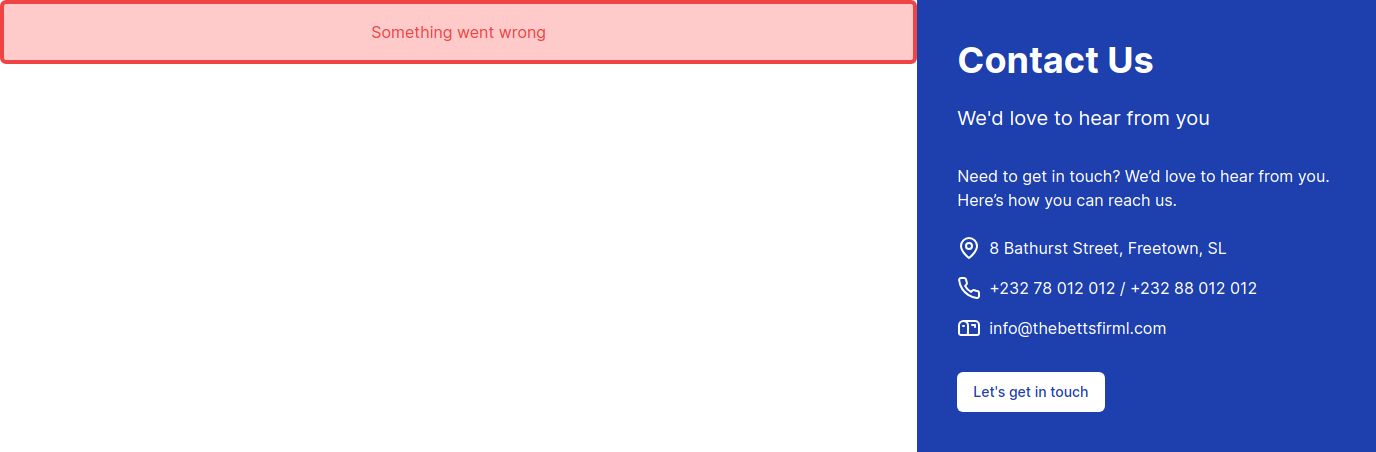 Something went wrong
Contact Us
We'd love to hear from you
Need to get in touch? We’d love to hear from you.
Here’s how you can reach us.
8 Bathurst Street, Freetown, SL
+232 78 012 012 / +232 88 012 012
info@thebettsfirml.com
Let's get in touch